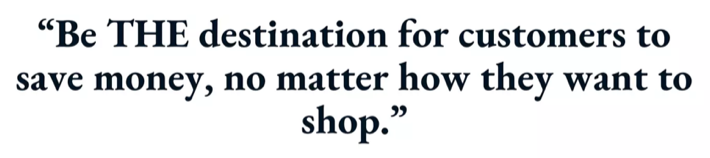 “Be THE destination for customers to
save money, no matter how they want to
shop.”